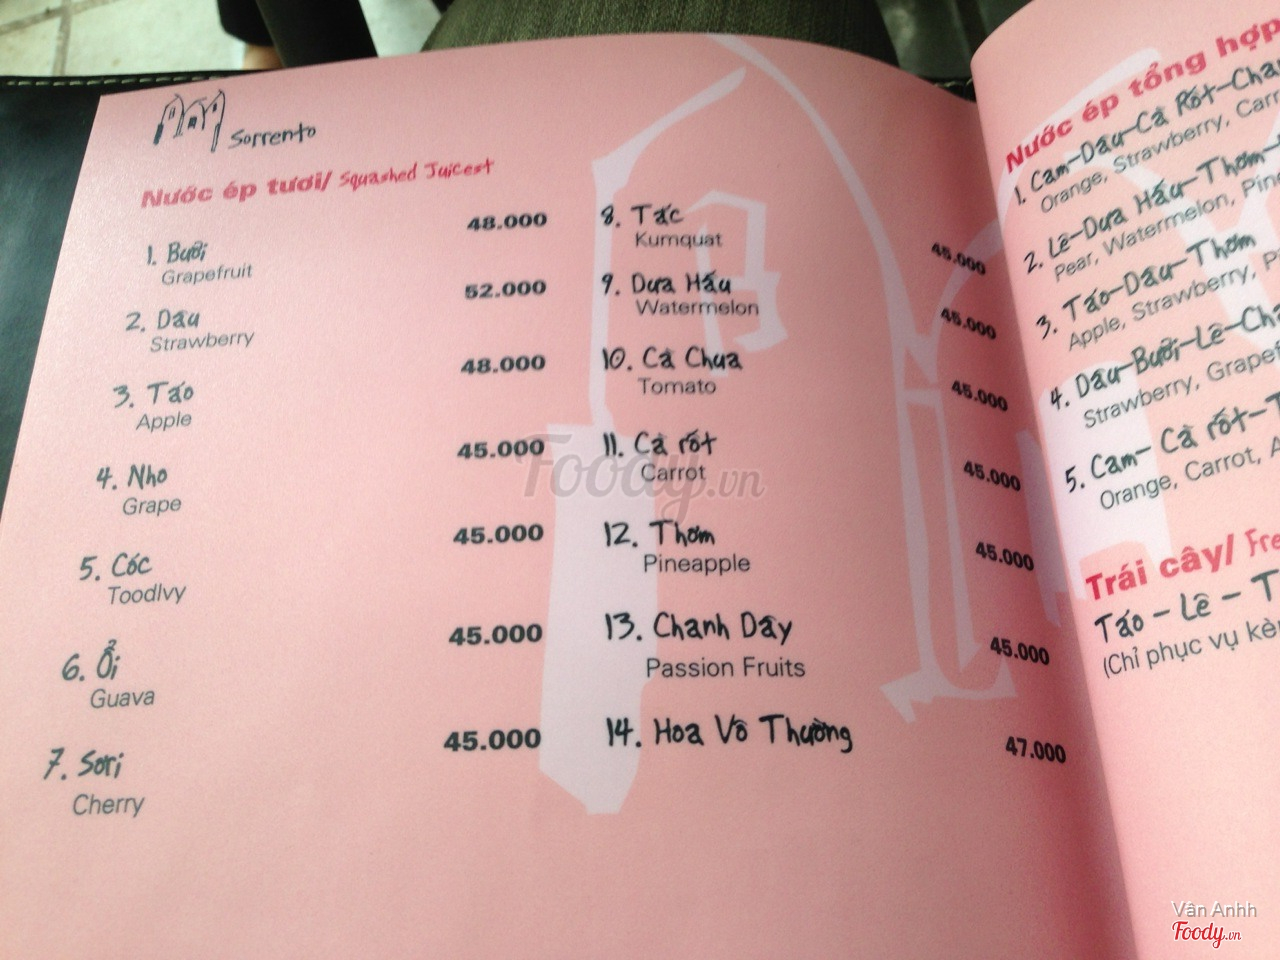 Sorrento
Nước ép tươi/ Squashed Juicest
1. Bưởi 48.000
Grapefruit
2. Dâu 52.000
Strawberry
3. Táo 48.000
Apple
4. Nho 45.000
Grape
5. Cóc 45.000
Toodlvy
6. Ổi 45.000
Guava
7. Sơri 45.000
Cherry
8. Tắc 45.000
Kumquat
9. Dưa Hấu 45.000
Watermelon
10. Cà Chua 45.000
Tomato
11. Cà rốt 45.000
Carrot
12. Thơm 45.000
Pineapple
13. Chanh Dây 45.000
Passion Fruits
14. Hoa Vô Thường 47.000
Nước ép tổng hợp
1. Cam-Dâu-Cà Rốt-
Orange, Strawberry,
2. Lê-Dưa Hấu-Thơm-
Pear, Watermelon,
3. Táo-Dâu-Thơm
Apple, Strawberry,
4. Dâu-Bưởi-Lê-
Strawberry,
5. Cam- Cà rốt-
Orange, Carrot,
Trái cây/
Táo - Lê -
(Chỉ phục vụ
Foody.vn
Vân Anhh
Foody.vn